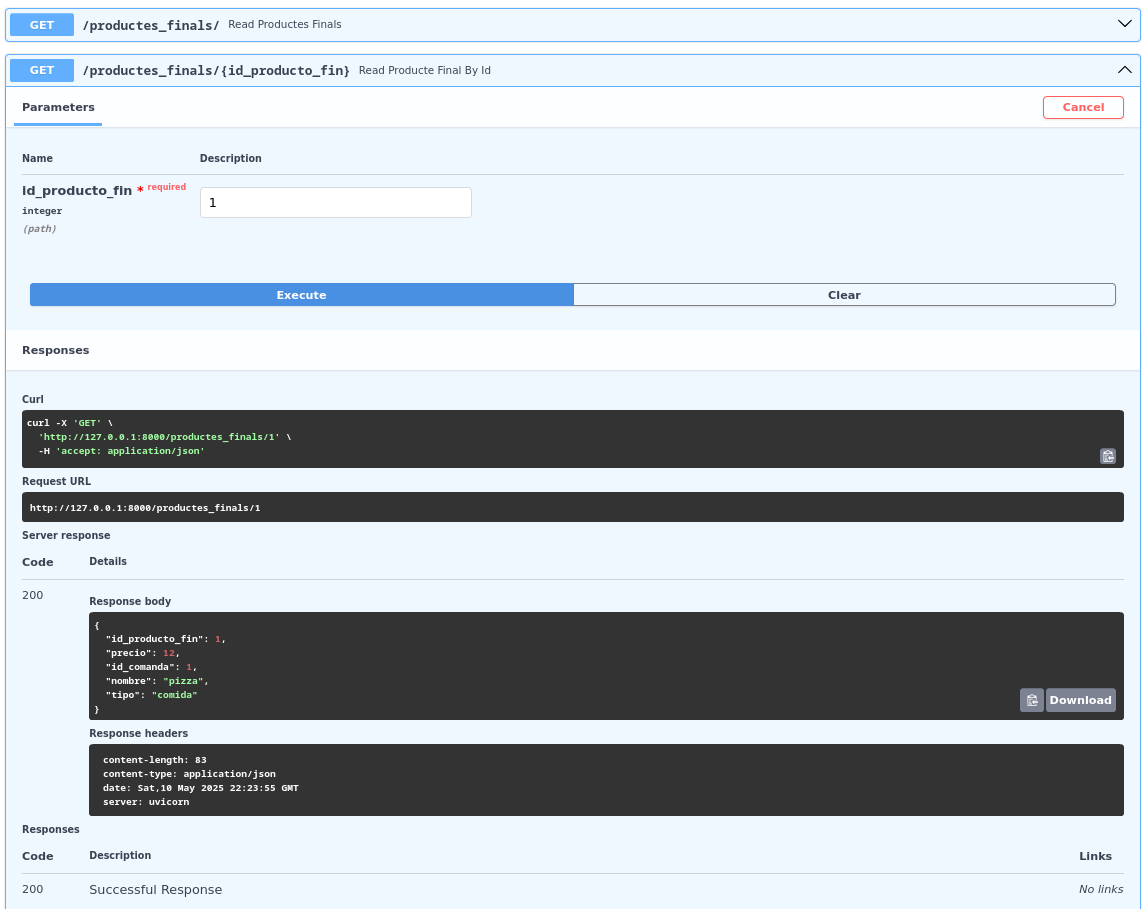 GET /productes_finals/ Read Productes Finals
GET /productes_finals/{id_producto_fin} Read Producte Final By Id
Parameters
Cancel
Name Description
id_producto_fin * required
integer
(path)
1
Execute Clear
Responses
Curl
curl -X 'GET' \
  'http://127.0.0.1:8000/productes_finals/1' \
  -H 'accept: application/json'
Request URL
http://127.0.0.1:8000/productes_finals/1
Server response
Code Details
200
Response body
{
  "id_producto_fin": 1,
  "precio": 12,
  "id_comanda": 1,
  "nombre": "pizza",
  "tipo": "comida"
}
Download
Response headers
content-length: 83
content-type: application/json
date: Sat,10 May 2025 22:23:55 GMT
server: uvicorn
Responses
Code Description Links
200 Successful Response No links